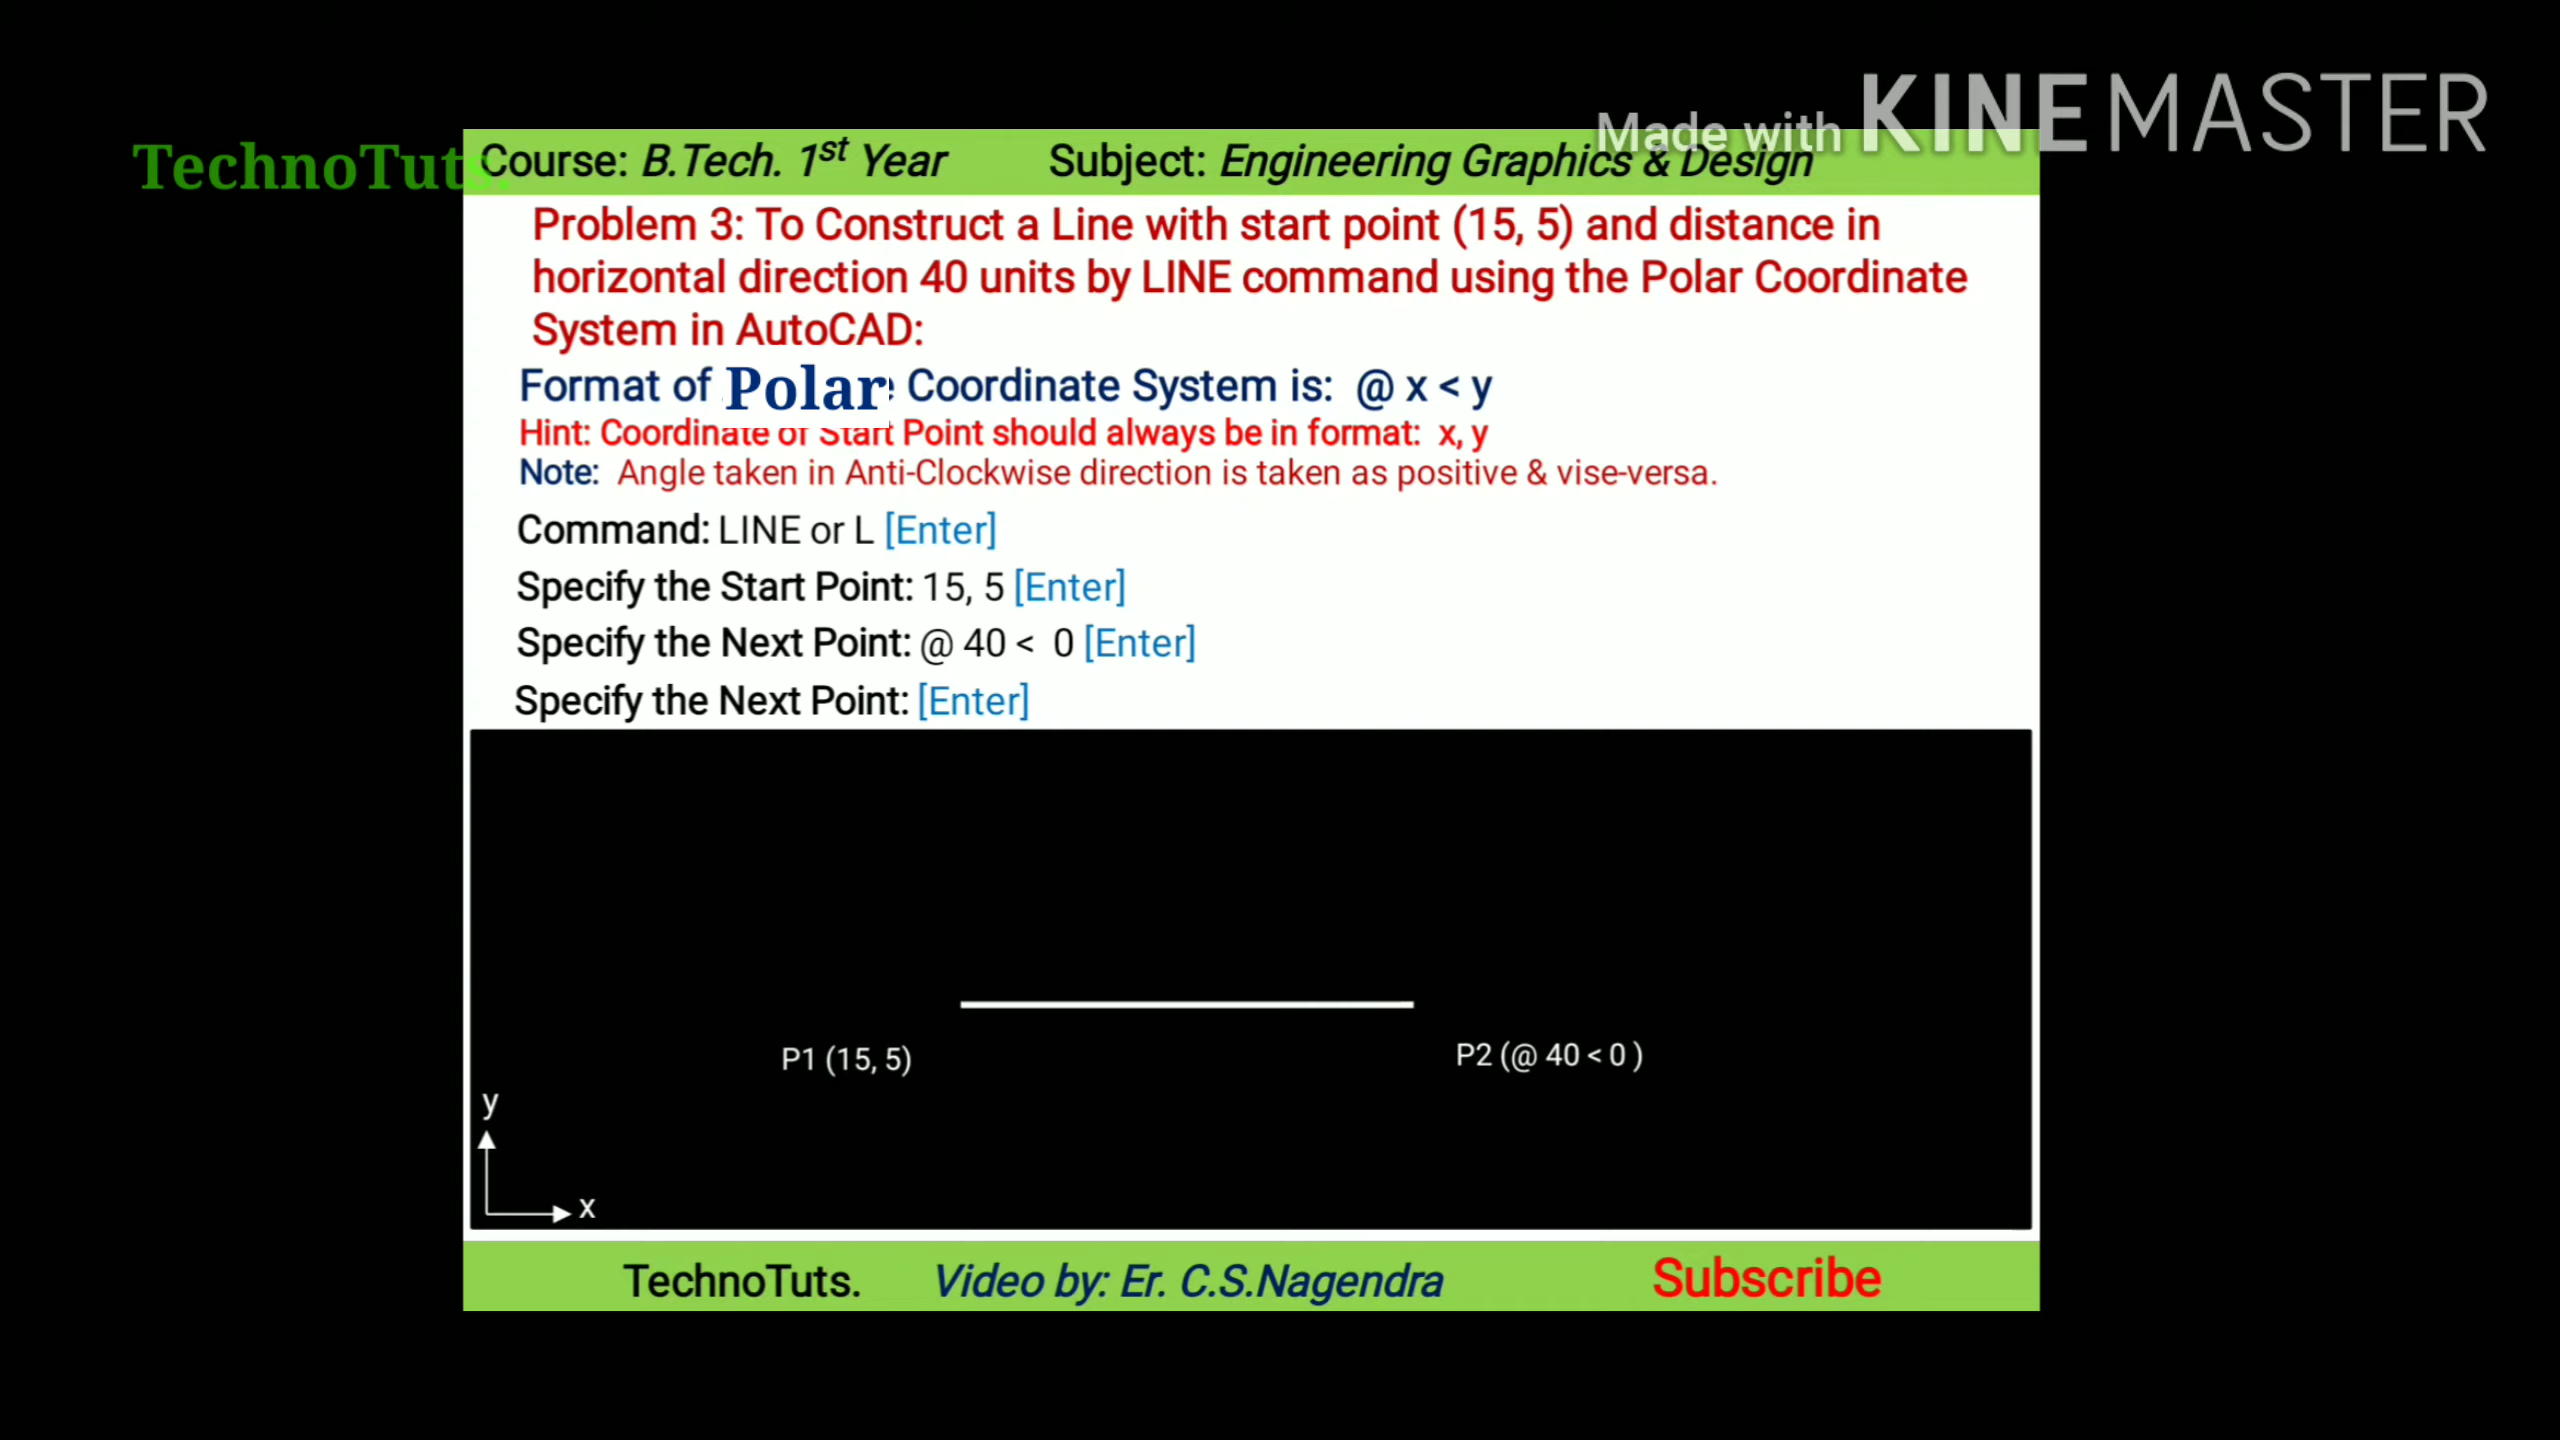 Made with KINEMASTER
TechnoTuts.
Course: B.Tech. 1st Year Subject: Engineering Graphics & Design
Problem 3: To Construct a Line with start point (15, 5) and distance in
horizontal direction 40 units by LINE command using the Polar Coordinate
System in AutoCAD:
Format of Polar Coordinate System is: @ x < y
Hint: Coordinate of Start Point should always be in format: x, y
Note: Angle taken in Anti-Clockwise direction is taken as positive & vise-versa.
Command: LINE or L [Enter]
Specify the Start Point: 15, 5 [Enter]
Specify the Next Point: @ 40 < 0 [Enter]
Specify the Next Point: [Enter]
P1 (15, 5)
P2 (@ 40 < 0 )
y
x
TechnoTuts. Video by: Er. C.S.Nagendra Subscribe